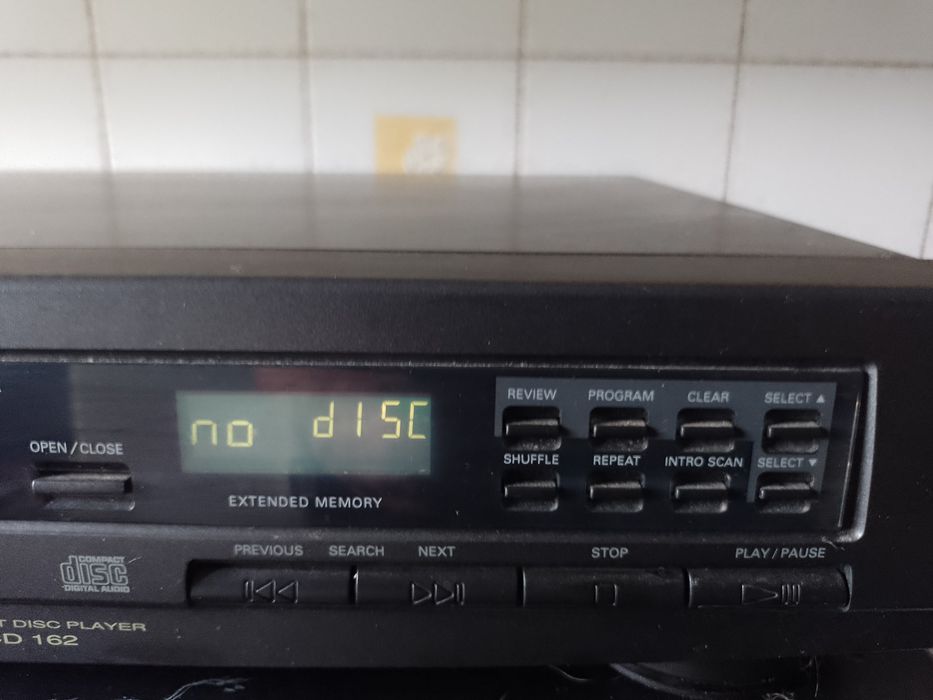 REVIEW PROGRAM CLEAR SELECT ▲
no dISC
OPEN / CLOSE
SHUFFLE REPEAT INTRO SCAN SELECT ▼
EXTENDED MEMORY
PREVIOUS SEARCH NEXT STOP PLAY / PAUSE
COMPACT
disc
DIGITAL AUDIO
DISC PLAYER
162